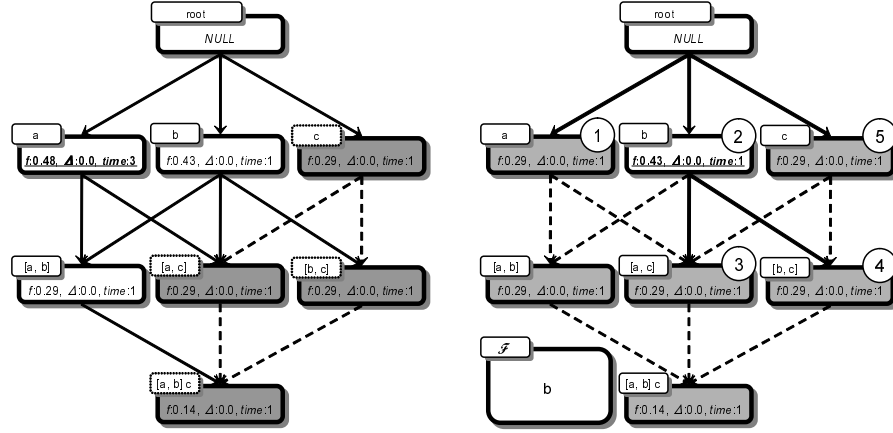 root
NULL
a
f:0.48, Δ:0.0, time:3
b
f:0.43, Δ:0.0, time:1
c
f:0.29, Δ:0.0, time:1
[a, b]
f:0.29, Δ:0.0, time:1
[a, c]
f:0.29, Δ:0.0, time:1
[b, c]
f:0.29, Δ:0.0, time:1
[a, b] c
f:0.14, Δ:0.0, time:1
root
NULL
a
1
f:0.29, Δ:0.0, time:1
b
2
f:0.43, Δ:0.0, time:1
c
5
f:0.29, Δ:0.0, time:1
[a, b]
f:0.29, Δ:0.0, time:1
[a, c]
3
f:0.29, Δ:0.0, time:1
[b, c]
4
f:0.29, Δ:0.0, time:1
ℱ
b
[a, b] c
f:0.14, Δ:0.0, time:1